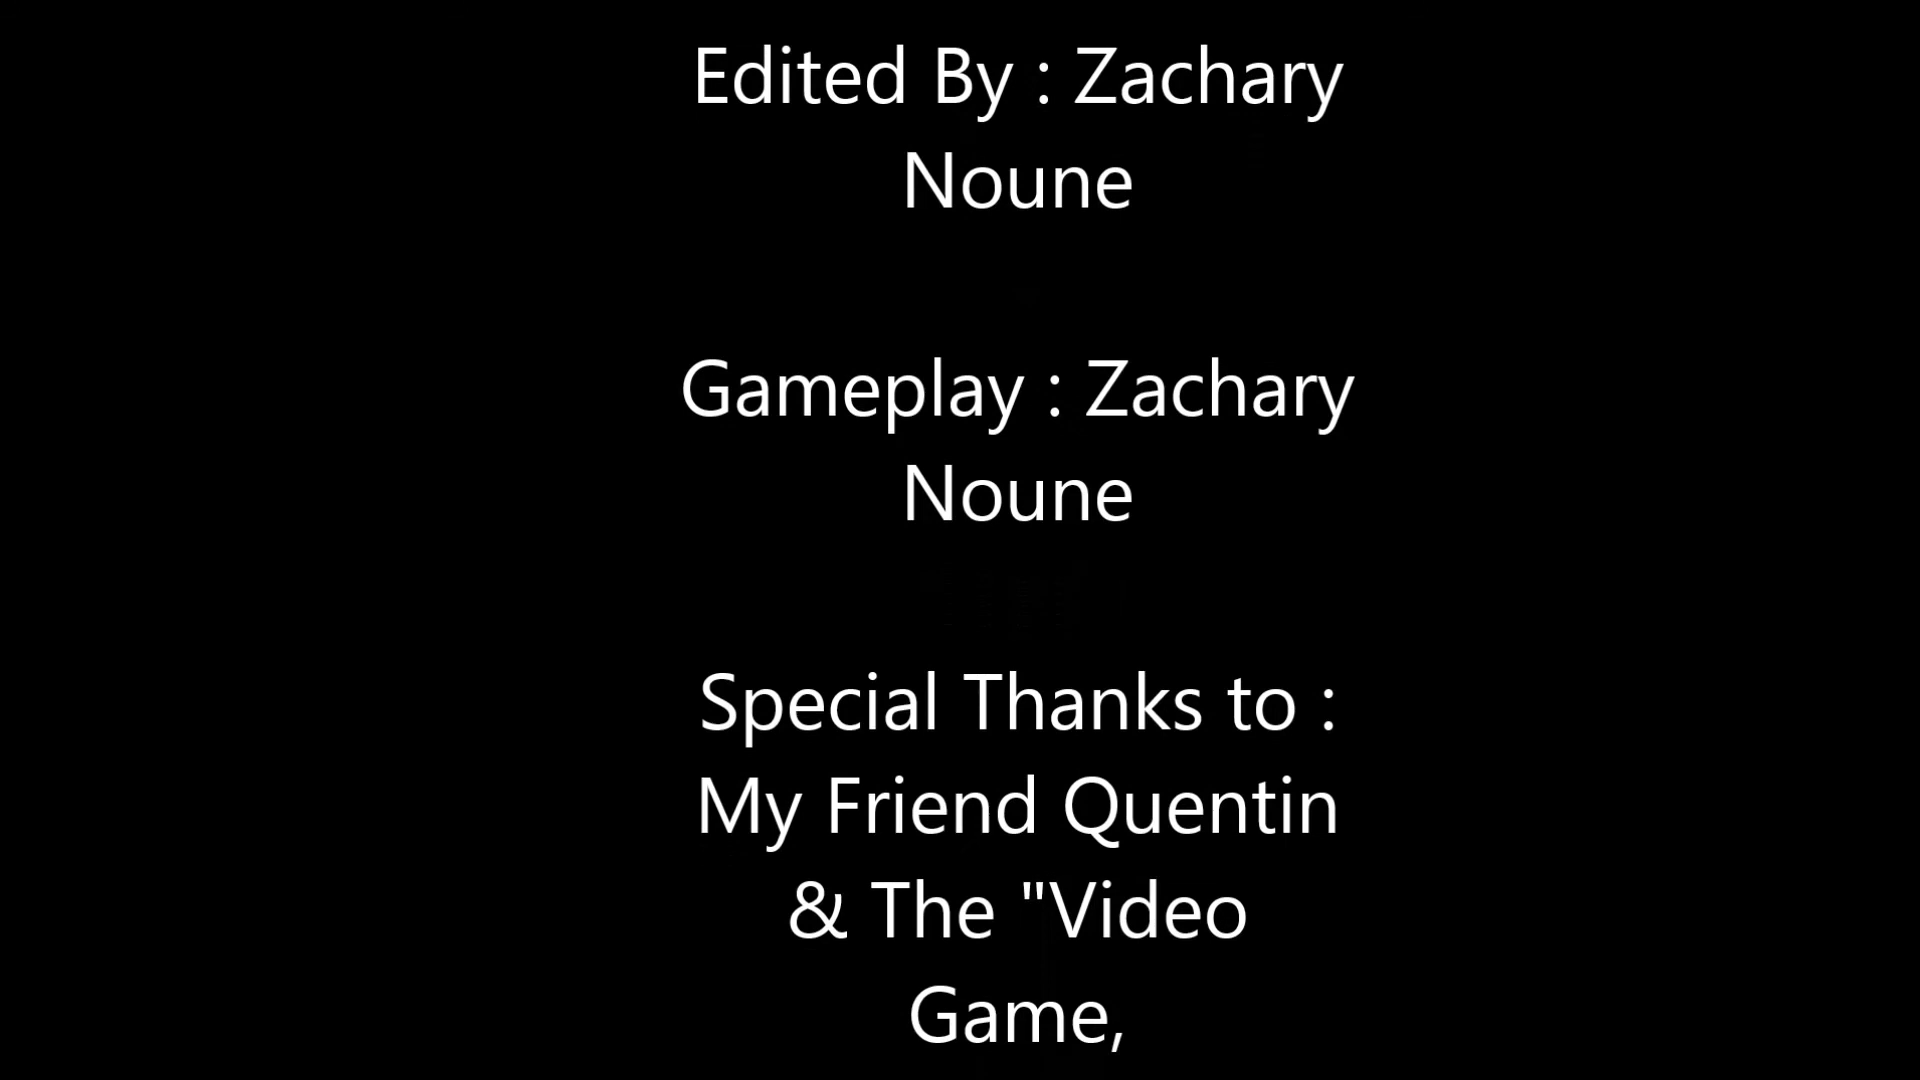 Edited By : Zachary
Noune
Gameplay : Zachary
Noune
Special Thanks to :
My Friend Quentin
& The "Video
Game,